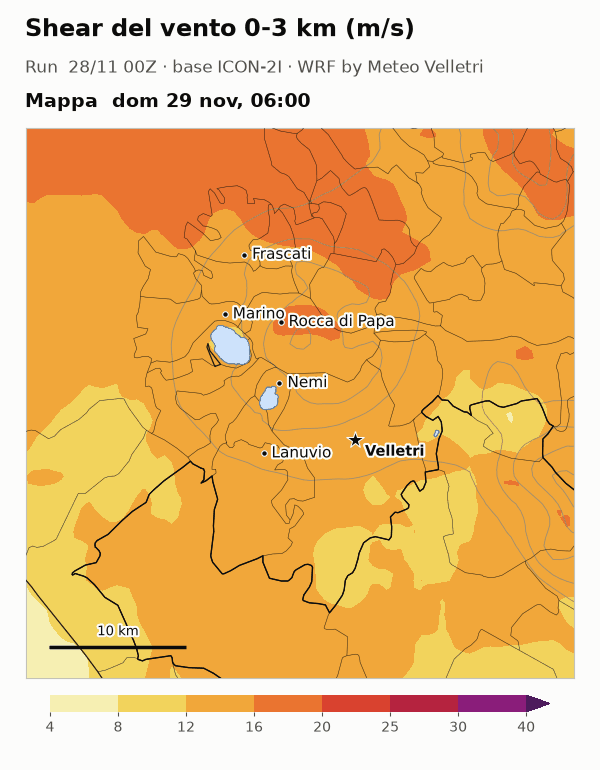 Shear del vento 0-3 km (m/s)
Run  28/11 00Z · base ICON-2I · WRF by Meteo Velletri
Mappa  dom 29 nov, 06:00
Frascati
Marino
Rocca di Papa
Nemi
Velletri
Lanuvio
10 km
4 8 12 16 20 25 30 40